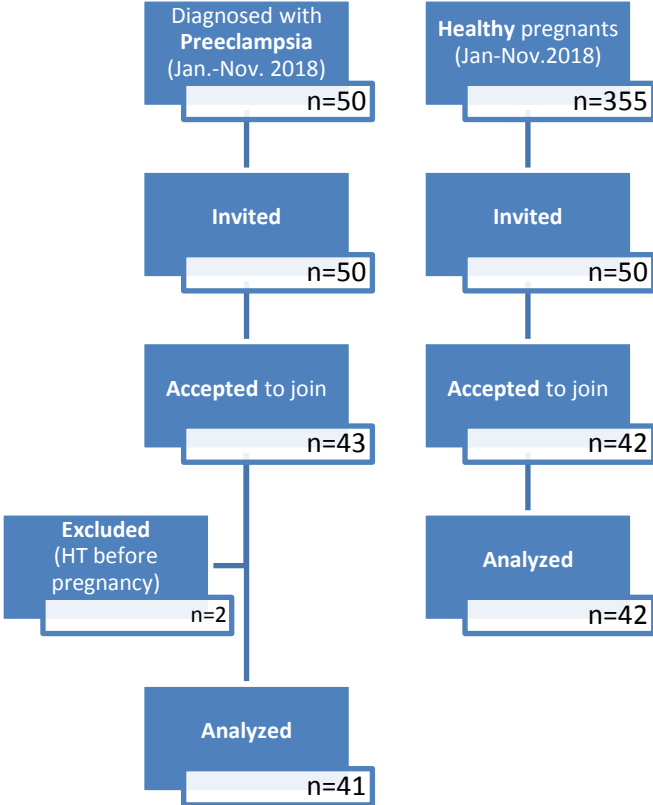 Diagnosed with
Preeclampsia
(Jan.-Nov. 2018)
n=50
Invited
n=50
Accepted to join
n=43
Excluded
(HT before
pregnancy)
n=2
Analyzed
n=41
Healthy pregnants
(Jan-Nov.2018)
n=355
Invited
n=50
Accepted to join
n=42
Analyzed
n=42